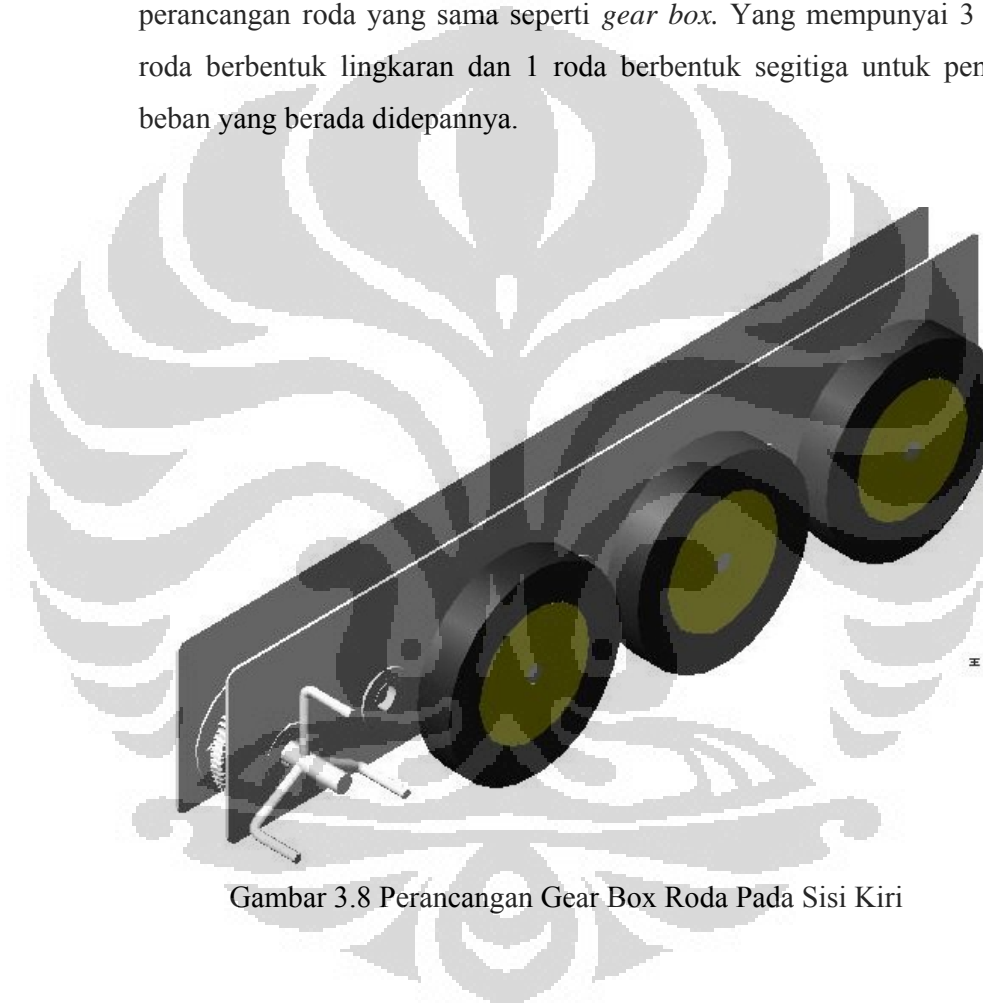 perancangan roda yang sama seperti gear box. Yang mempunyai 3
roda berbentuk lingkaran dan 1 roda berbentuk segitiga untuk
beban yang berada didepannya.
Gambar 3.8 Perancangan Gear Box Roda Pada Sisi Kiri